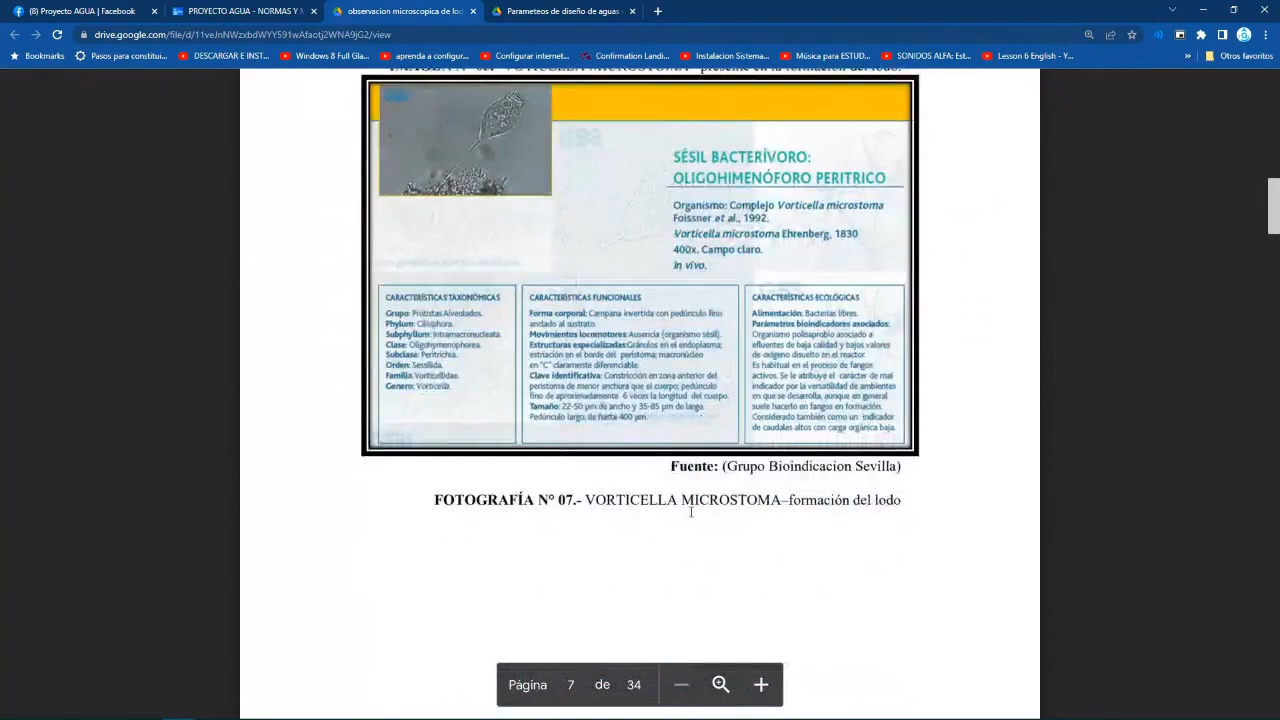 (8) Proyecto AGUA | Facebook
PROYECTO AGUA - NORMAS Y M
observacion microscopica de lod
Parameteos de diseño de aguas
drive.google.com/file/d/11veJnNWzxbdWYY591wAfaotj2WNA9jG2/view
Bookmarks
Pasos para constitui...
DESCARGAR E INST...
Windows 8 Full Gla...
aprenda a configur...
Configurar internet...
Confirmation Landi...
Instalacion Sistema...
Música para ESTUD...
SONIDOS ALFA: Est...
Lesson 6 English - Y...
»
Otros favoritos
SÉSIL BACTERÍVORO:
OLIGOHIMENÓFORO PERITRICO
Organismo: Complejo Vorticella microstoma
Foissner et al., 1992.
Vorticella microstoma Ehrenberg, 1830
400x. Campo claro.
In vivo.
CARACTERÍSTICAS TAXONÓMICAS
Grupo: Protistas Alveolados.
Phylum: Ciliophora.
Subphyllum: Intramacronucleata.
Clase: Oligohymenophorea.
Subclase: Peritrichia.
Orden: Sessilida.
Familia: Vorticellidae.
Genero: Vorticella.
CARACTERÍSTICAS FUNCIONALES
Forma corporal: Campana invertida con pedúnculo fino
anclado al sustrato.
Movimientos locomotores: Ausencia (organismo sésil).
Estructuras especializadas: Gránulos en el endoplasma;
estriación en el borde del peristoma; macronúcleo
en "C" claramente diferenciable.
Clave identificativa: Constricción en zona anterior del
peristoma de menor anchura que el cuerpo; pedúnculo
fino de aproximadamente 6 veces la longitud del cuerpo.
Tamaño: 22-50 µm de ancho y 35-85 µm de largo.
Pedúnculo largo, de hasta 400 µm.
CARACTERÍSTICAS ECOLÓGICAS
Alimentación: Bacterias libres.
Parámetros bioindicadores asociados:
Organismo polisaprobio asociado a
efluentes de baja calidad y bajos valores
de oxígeno disuelto en el reactor.
Es habitual en el proceso de fangos
activos. Se le atribuye el carácter de mal
indicador por la versatilidad de ambientes
en que se desarrolla, aunque en general
suele hacerlo en fangos en formación.
Considerado también como un indicador
de caudales altos con carga orgánica baja.
Fuente: (Grupo Bioindicacion Sevilla)
FOTOGRAFÍA N° 07.- VORTICELLA MICROSTOMA–formación del lodo
Página 7 de 34